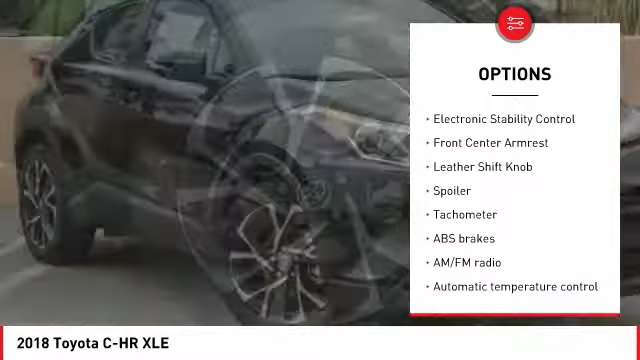 OPTIONS
• Electronic Stability Control
• Front Center Armrest
• Leather Shift Knob
• Spoiler
• Tachometer
• ABS brakes
• AM/FM radio
• Automatic temperature control
2018 Toyota C-HR XLE